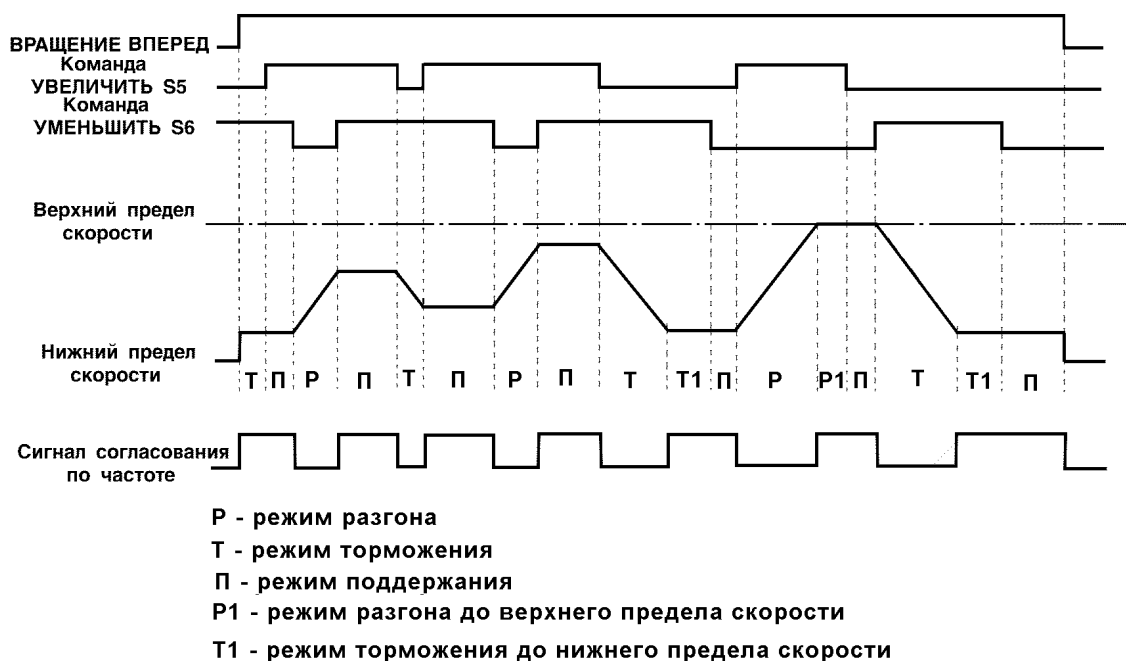 ВРАЩЕНИЕ ВПЕРЕД
Команда
УВЕЛИЧИТЬ S5
Команда
УМЕНЬШИТЬ S6
Верхний предел
скорости
Нижний предел
скорости
Т П Р П Т П Р П Т Т1 П Р Р1 П Т Т1 П
Сигнал согласования
по частоте
Р - режим разгона
Т - режим торможения
П - режим поддержания
Р1 - режим разгона до верхнего предела скорости
Т1 - режим торможения до нижнего предела скорости